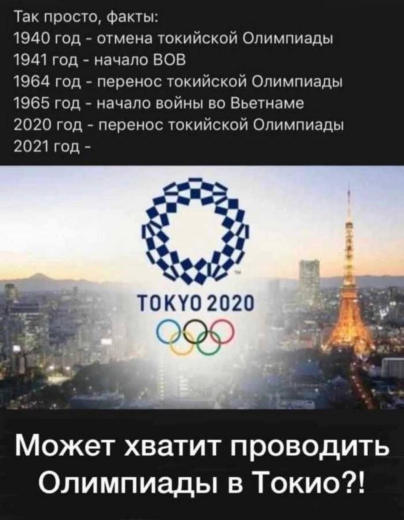 Так просто, факты:
1940 год - отмена токийской Олимпиады
1941 год - начало ВОВ
1964 год - перенос токийской Олимпиады
1965 год - начало войны во Вьетнаме
2020 год - перенос токийской Олимпиады
2021 год -
TM
TOKYO 2020
Может хватит проводить
Олимпиады в Токио?!